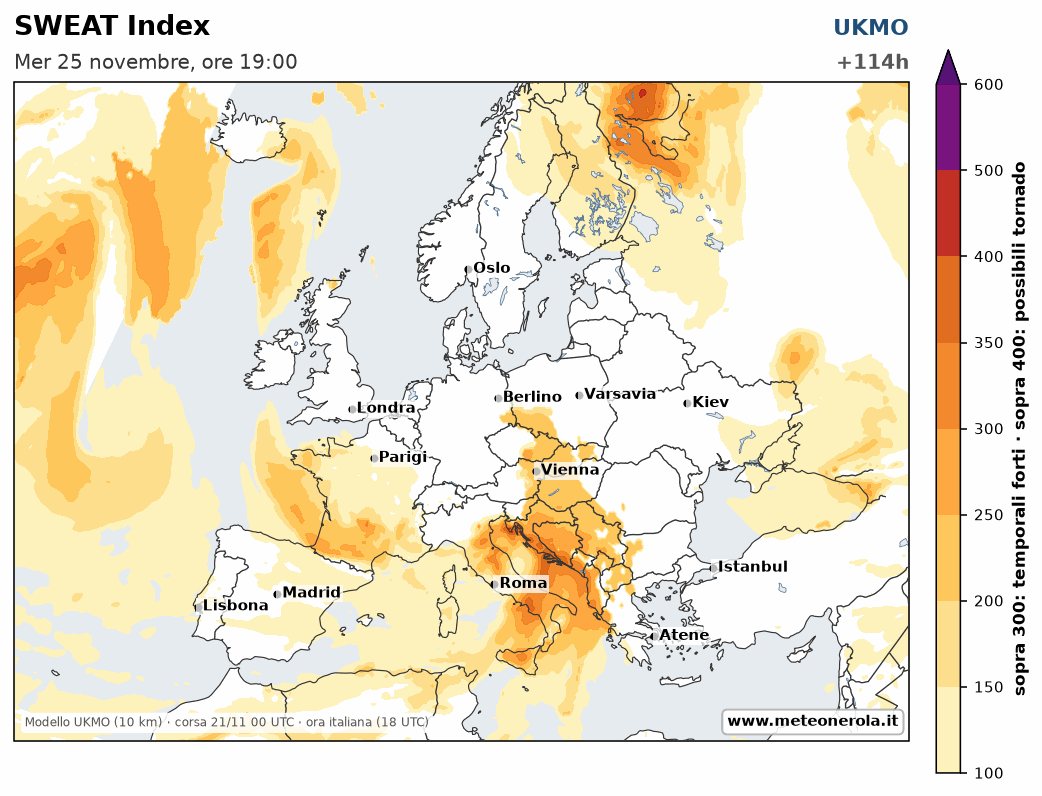 SWEAT Index
UKMO
Mer 25 novembre, ore 19:00
+114h
Oslo
Londra
Berlino
Varsavia
Kiev
Parigi
Vienna
Istanbul
Roma
Madrid
Lisbona
Atene
Modello UKMO (10 km) · corsa 21/11 00 UTC · ora italiana (18 UTC)
www.meteonerola.it
600
500
400
350
300
250
200
150
100
sopra 300: temporali forti · sopra 400: possibili tornado